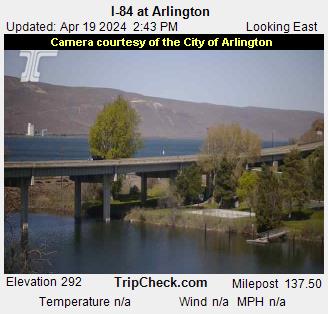 I-84 at Arlington
Updated: Apr 19 2024 2:43 PM Looking East
Camera courtesy of the City of Arlington
Elevation 292 TripCheck.com Milepost 137.50
Temperature n/a Wind n/a MPH n/a